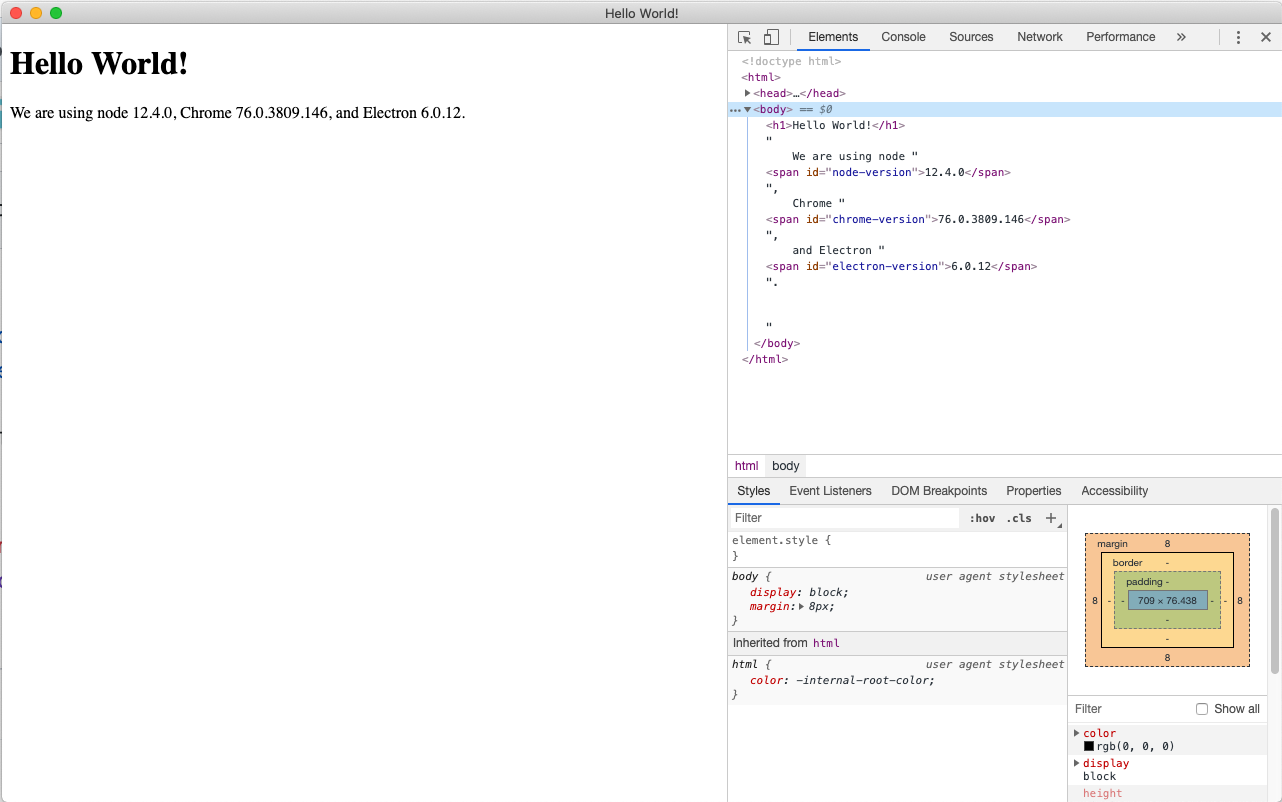 Hello World!
Hello World!
We are using node 12.4.0, Chrome 76.0.3809.146, and Electron 6.0.12.
Elements Console Sources Network Performance »
<!doctype html>
<html>
<head>…</head>
<body> == $0
<h1>Hello World!</h1>
"
We are using node "
<span id="node-version">12.4.0</span>
",
Chrome "
<span id="chrome-version">76.0.3809.146</span>
",
and Electron "
<span id="electron-version">6.0.12</span>
".
"
</body>
</html>
html body
Styles Event Listeners DOM Breakpoints Properties Accessibility
Filter :hov .cls +
element.style {
}
body { user agent stylesheet
display: block;
margin: 8px;
}
Inherited from html
html { user agent stylesheet
color: -internal-root-color;
}
margin 8
border -
padding -
8 - - 709 × 76.438 - - 8
-
-
8
Filter Show all
color
rgb(0, 0, 0)
display
block
height